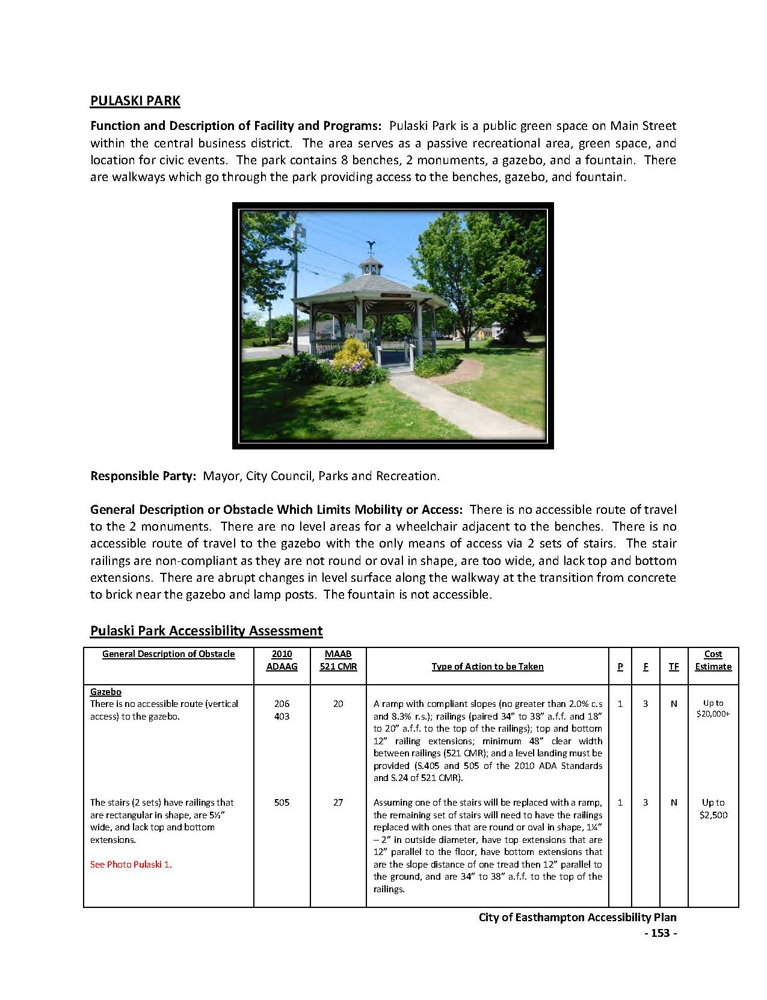 PULASKI PARK
Function and Description of Facility and Programs: Pulaski Park is a public green space on Main Street
within the central business district. The area serves as a passive recreational area, green space, and
location for civic events. The park contains 8 benches, 2 monuments, a gazebo, and a fountain. There
are walkways which go through the park providing access to the benches, gazebo, and fountain.
Responsible Party: Mayor, City Council, Parks and Recreation.
General Description or Obstacle Which Limits Mobility or Access: There is no accessible route of travel
to the 2 monuments. There are no level areas for a wheelchair adjacent to the benches. There is no
accessible route of travel to the gazebo with the only means of access via 2 sets of stairs. The stair
railings are non-compliant as they are not round or oval in shape, are too wide, and lack top and bottom
extensions. There are abrupt changes in level surface along the walkway at the transition from concrete
to brick near the gazebo and lamp posts. The fountain is not accessible.
Pulaski Park Accessibility Assessment
General Description of Obstacle
2010
ADAAG
MAAB
521 CMR
Type of Action to be Taken
P
F
TF
Cost
Estimate
Gazebo
There is no accessible route (vertical
access) to the gazebo.
206
403
20
A ramp with compliant slopes (no greater than 2.0% c.s
and 8.3% r.s.); railings (paired 34” to 38” a.f.f. and 18”
to 20” a.f.f. to the top of the railings); top and bottom
12” railing extensions; minimum 48” clear width
between railings (521 CMR); and a level landing must be
provided (S.405 and 505 of the 2010 ADA Standards
and S.24 of 521 CMR).
1
3
N
Up to
$20,000+
The stairs (2 sets) have railings that
are rectangular in shape, are 5½”
wide, and lack top and bottom
extensions.
See Photo Pulaski 1.
505
27
Assuming one of the stairs will be replaced with a ramp,
the remaining set of stairs will need to have the railings
replaced with ones that are round or oval in shape, 1¼”
– 2” in outside diameter, have top extensions that are
12” parallel to the floor, have bottom extensions that
are the slope distance of one tread then 12” parallel to
the ground, and are 34” to 38” a.f.f. to the top of the
railings.
1
3
N
Up to
$2,500
City of Easthampton Accessibility Plan
- 153 -